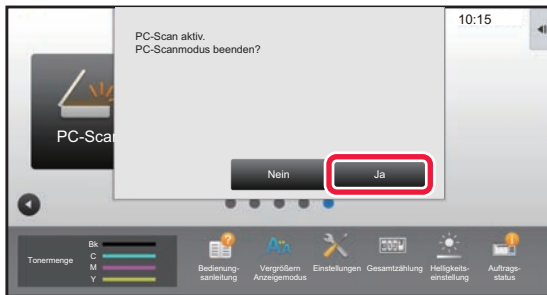 10:15
PC-Scan aktiv.
PC-Scanmodus beenden?
PC-Scan
Nein
Ja
Tonermenge
Bk
C
M
Y
Bedienung-
sanleitung
Vergrößern
Anzeigemodus
Einstellungen
Gesamtzählung
Helligkeits-
einstellung
Auftrags-
status